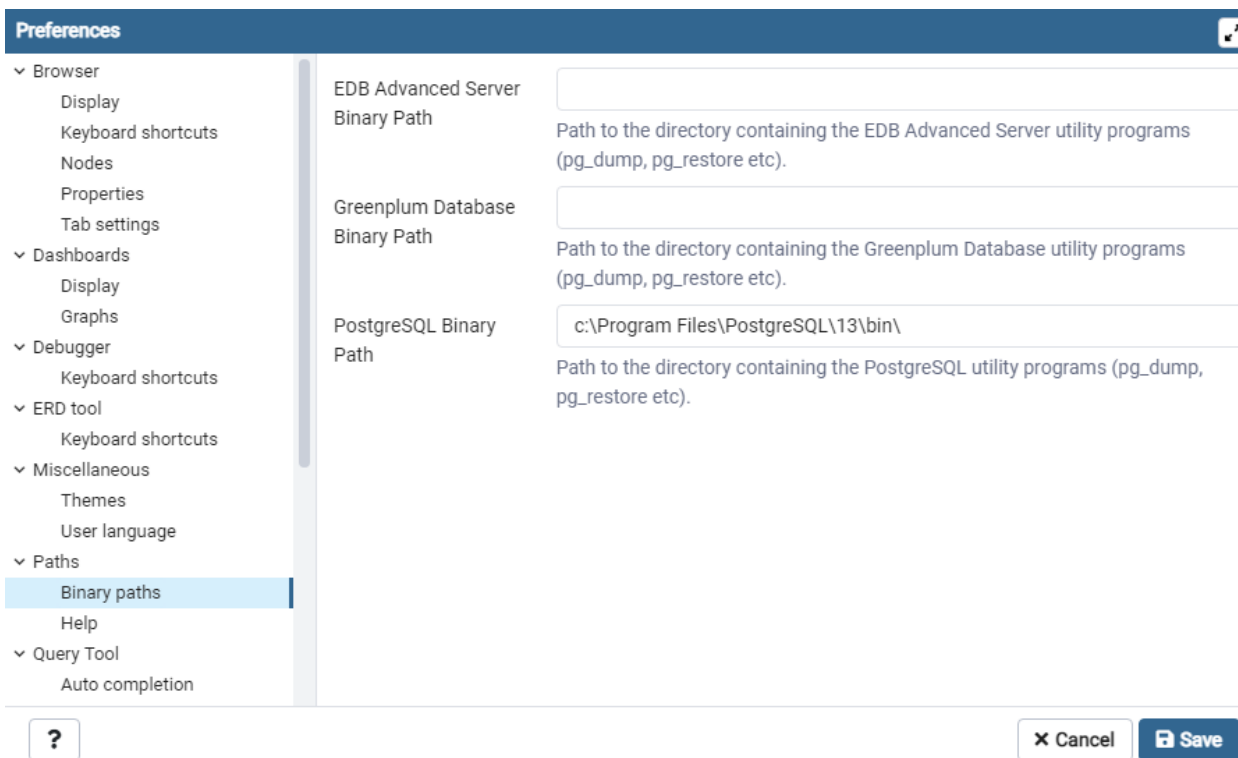 Preferences
Browser
Display
Keyboard shortcuts
Nodes
Properties
Tab settings
Dashboards
Display
Graphs
Debugger
Keyboard shortcuts
ERD tool
Keyboard shortcuts
Miscellaneous
Themes
User language
Paths
Binary paths
Help
Query Tool
Auto completion
EDB Advanced Server
Binary Path
Path to the directory containing the EDB Advanced Server utility programs
(pg_dump, pg_restore etc).
Greenplum Database
Binary Path
Path to the directory containing the Greenplum Database utility programs
(pg_dump, pg_restore etc).
PostgreSQL Binary
Path
c:\Program Files\PostgreSQL\13\bin\
Path to the directory containing the PostgreSQL utility programs (pg_dump,
pg_restore etc).
?
Cancel
Save